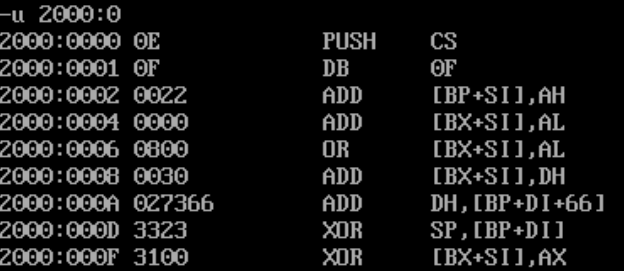 -u 2000:0
2000:0000 0E PUSH CS
2000:0001 0F DB 0F
2000:0002 0022 ADD [BP+SI],AH
2000:0004 0000 ADD [BX+SI],AL
2000:0006 0800 OR [BX+SI],AL
2000:0008 0030 ADD [BX+SI],DH
2000:000A 027366 ADD DH,[BP+DI+66]
2000:000D 3323 XOR SP,[BP+DI]
2000:000F 3100 XOR [BX+SI],AX